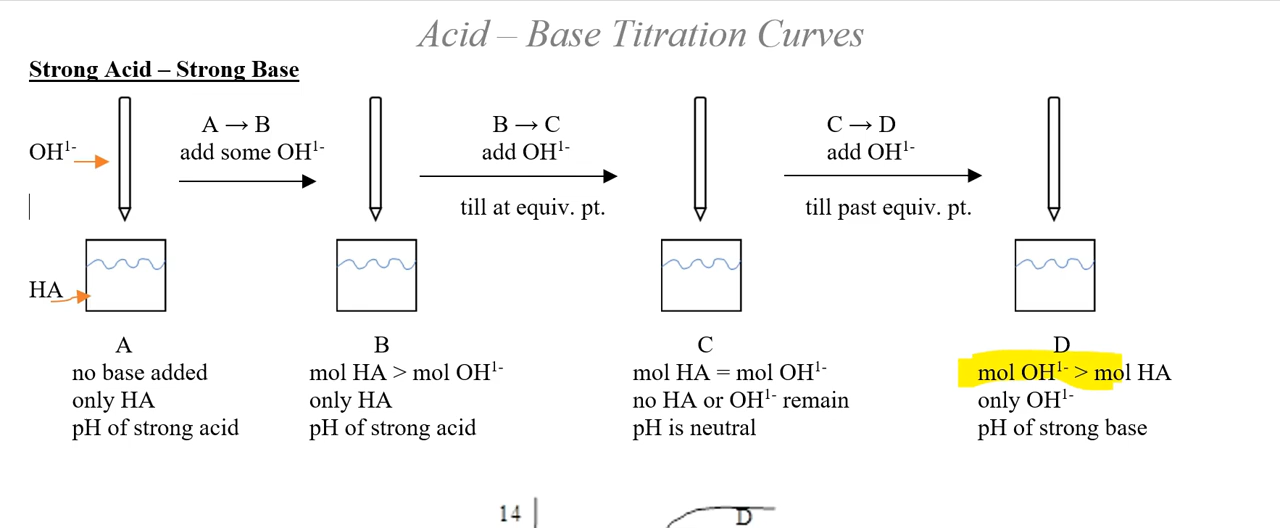 Acid – Base Titration Curves
Strong Acid – Strong Base
OH¹⁻
A → B
add some OH¹⁻
B → C
add OH¹⁻
till at equiv. pt.
C → D
add OH¹⁻
till past equiv. pt.
HA
A
no base added
only HA
pH of strong acid
B
mol HA > mol OH¹⁻
only HA
pH of strong acid
C
mol HA = mol OH¹⁻
no HA or OH¹⁻ remain
pH is neutral
D
mol OH¹⁻ > mol HA
only OH¹⁻
pH of strong base
14
D